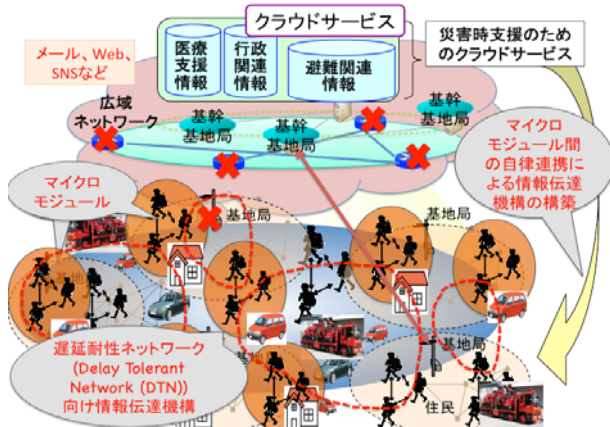 クラウドサービス
医療
支援
情報
行政
関連
情報
避難関連
情報
災害時支援のため
のクラウドサービス
メール、Web、
SNSなど
広域
ネットワーク
基幹
基地局
基幹
基地局
基幹
基地局
マイクロ
モジュール間
の自律連携に
よる情報伝達
機構の構築
マイクロ
モジュール
基地局
基地局
基地局
基地局
遅延耐性ネットワーク
(Delay Tolerant
Network (DTN))
向け情報伝達機構
住民